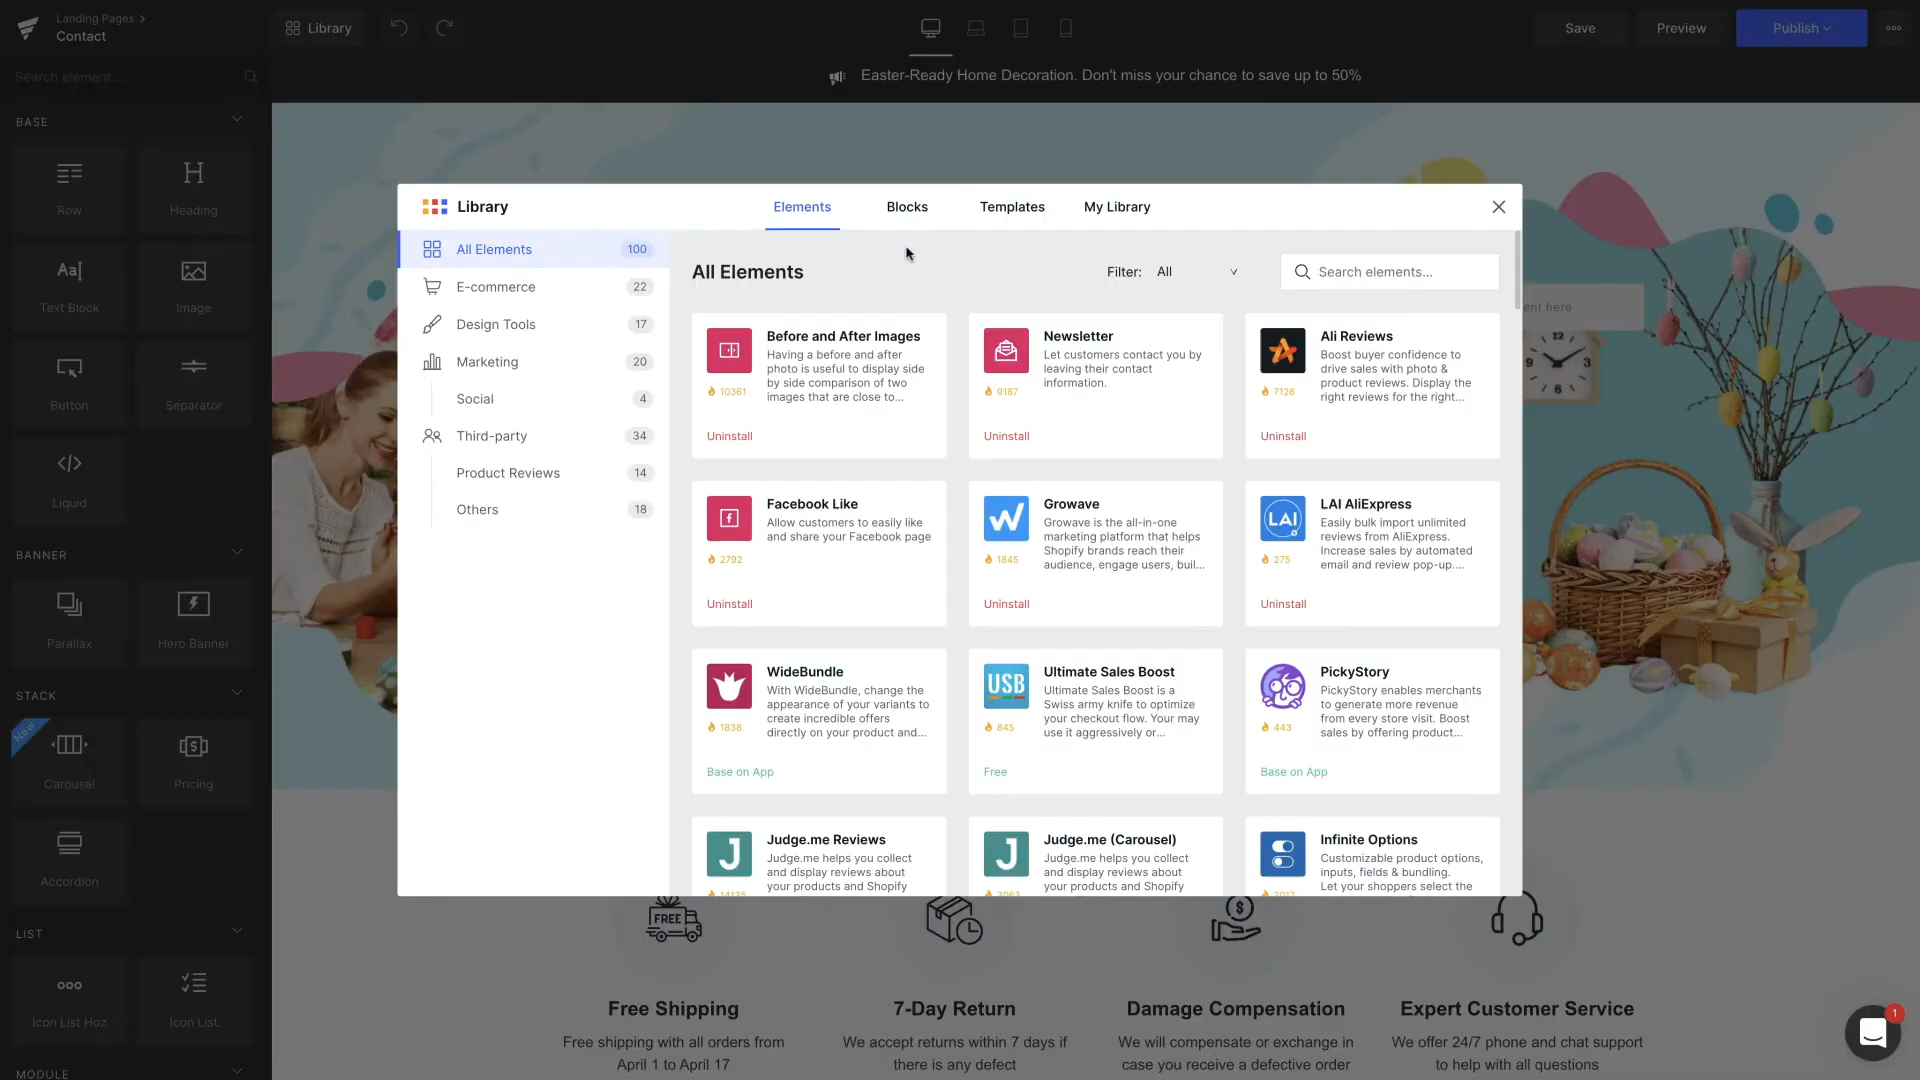 Landing Pages
Contact
Library
Save
Preview
Publish
Search element...
Easter-Ready Home Decoration. Don't miss your chance to save up to 50%
BASE
Row
Heading
Text Block
Image
Button
Separator
Liquid
BANNER
Parallax
Hero Banner
STACK
New
Carousel
Pricing
Accordion
LIST
Icon List Hoz
Icon List
MODULE
Library
Elements
Blocks
Templates
My Library
All Elements 100
E-commerce 22
Design Tools 17
Marketing 20
Social 4
Third-party 34
Product Reviews 14
Others 18
All Elements
Filter: All
Search elements...
Before and After Images
Having a before and after
photo is useful to display side
by side comparison of two
images that are close to...
10361
Uninstall
Newsletter
Let customers contact you by
leaving their contact
information.
9187
Uninstall
Ali Reviews
Boost buyer confidence to
drive sales with photo &
product reviews. Display the
right reviews for the right...
7126
Uninstall
Facebook Like
Allow customers to easily like
and share your Facebook page
2792
Uninstall
Growave
Growave is the all-in-one
marketing platform that helps
Shopify brands reach their
audience, engage users, buil...
1845
Uninstall
LAI
LAI AliExpress
Easily bulk import unlimited
reviews from AliExpress.
Increase sales by automated
email and review pop-up....
275
Uninstall
WideBundle
With WideBundle, change the
appearance of your variants to
create incredible offers
directly on your product and...
1838
Base on App
USB
Ultimate Sales Boost
Ultimate Sales Boost is a
Swiss army knife to optimize
your checkout flow. Your may
use it aggressively or...
845
Free
PickyStory
PickyStory enables merchants
to generate more revenue
from every store visit. Boost
sales by offering product...
443
Base on App
J
Judge.me Reviews
Judge.me helps you collect
and display reviews about
your products and Shopify
J
Judge.me (Carousel)
Judge.me helps you collect
and display reviews about
your products and Shopify
Infinite Options
Customizable product options,
inputs, fields & bundling.
Let your shoppers select the
ent here
FREE
Free Shipping
Free shipping with all orders from
April 1 to April 17
7-Day Return
We accept returns within 7 days if
there is any defect
Damage Compensation
We will compensate or exchange in
case you receive a defective order
Expert Customer Service
We offer 24/7 phone and chat support
to help with all questions
1